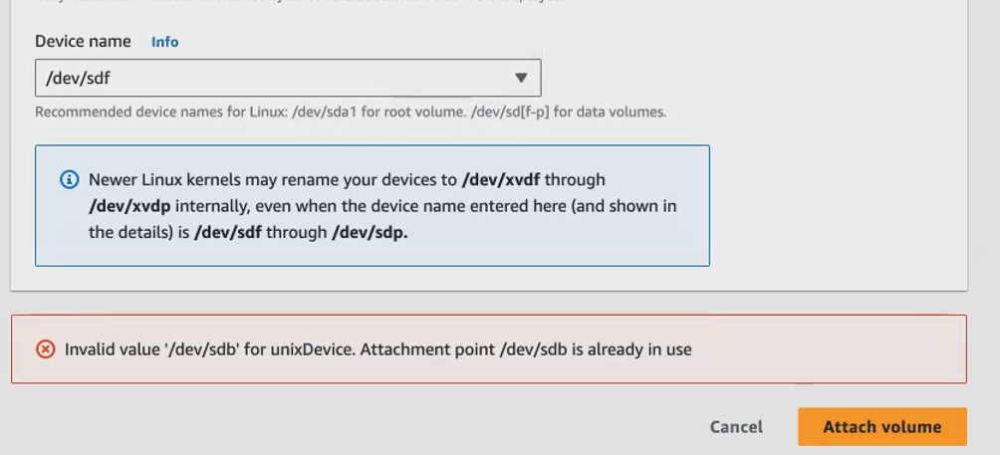 Device name Info
/dev/sdf
Recommended device names for Linux: /dev/sda1 for root volume. /dev/sd[f-p] for data volumes.
Newer Linux kernels may rename your devices to /dev/xvdf through
/dev/xvdp internally, even when the device name entered here (and shown in
the details) is /dev/sdf through /dev/sdp.
Invalid value '/dev/sdb' for unixDevice. Attachment point /dev/sdb is already in use
Cancel Attach volume